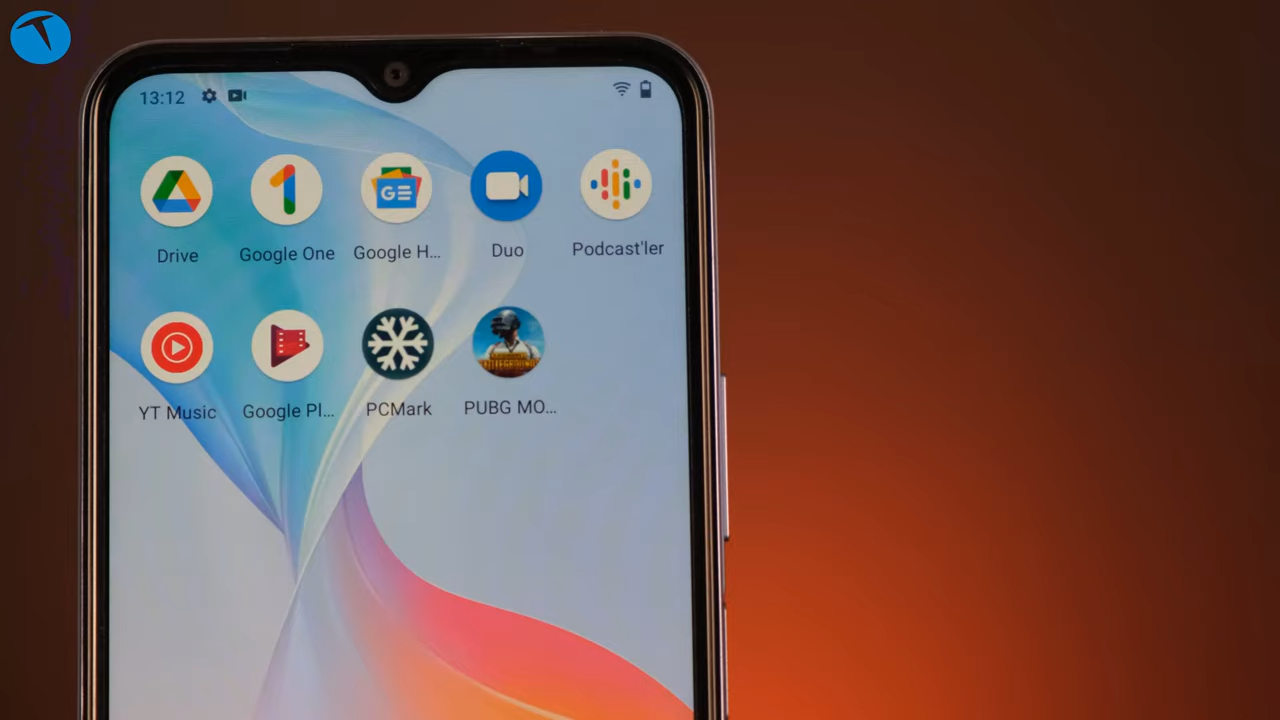 13:12
Drive
Google One
Google H...
Duo
Podcast'ler
YT Music
Google Pl...
PCMark
PUBG MO...